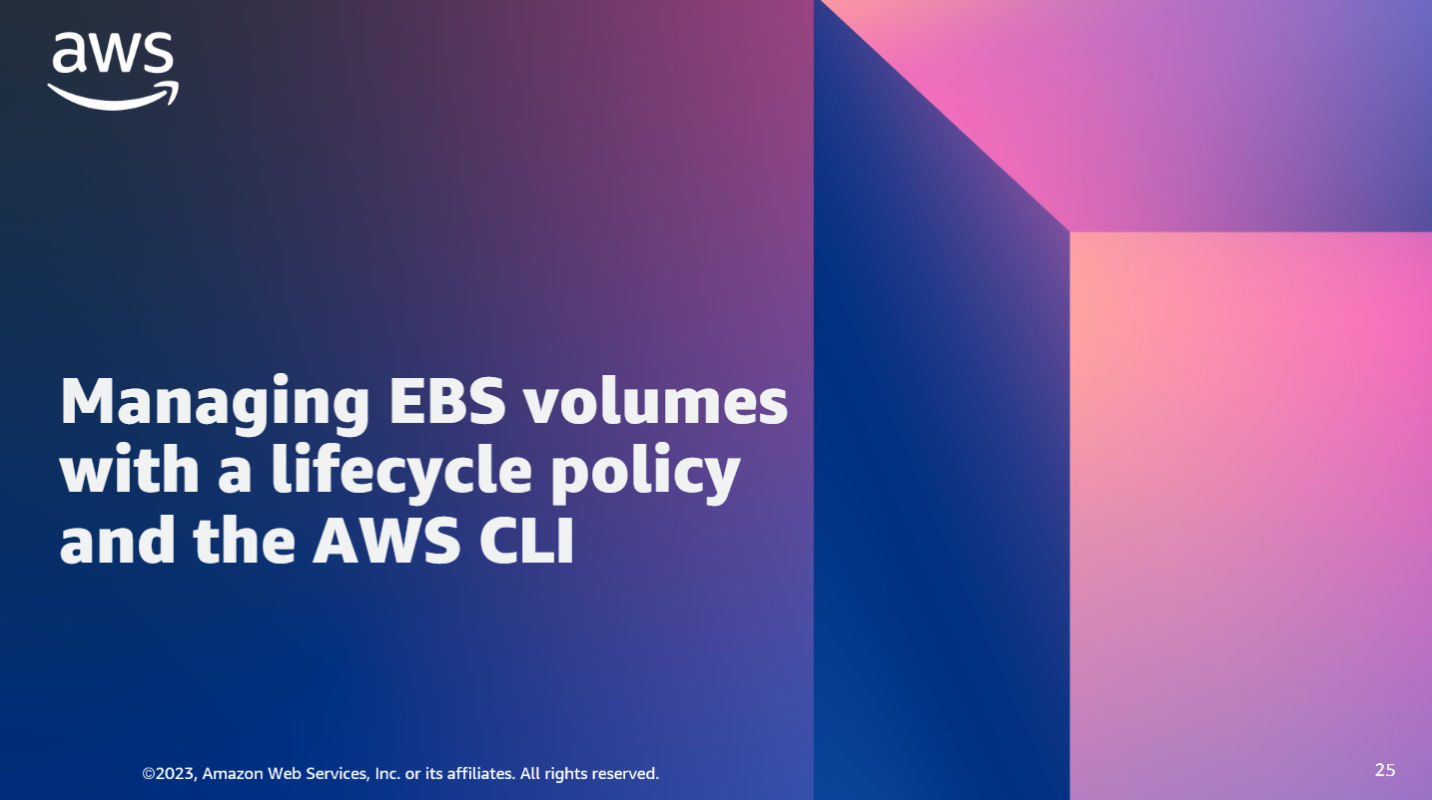 aws
Managing EBS volumes
with a lifecycle policy
and the AWS CLI
©2023, Amazon Web Services, Inc. or its affiliates. All rights reserved.
25